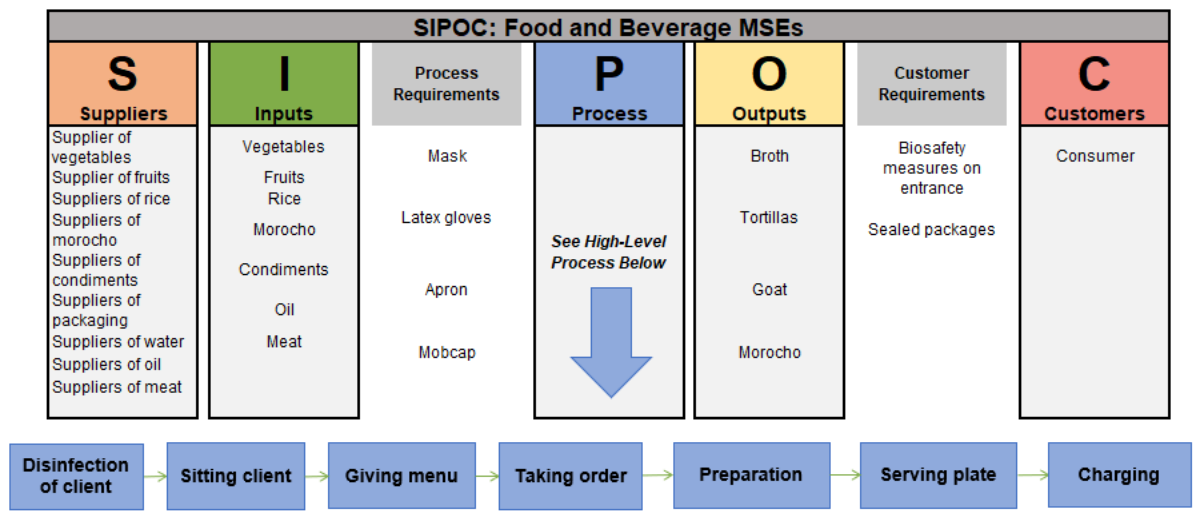 SIPOC: Food and Beverage MSEs
S
Suppliers
Supplier of
vegetables
Supplier of fruits
Suppliers of rice
Suppliers of
morocho
Suppliers of
condiments
Suppliers of
packaging
Suppliers of water
Suppliers of oil
Suppliers of meat
I
Inputs
Vegetables
Fruits
Rice
Morocho
Condiments
Oil
Meat
Process
Requirements
Mask
Latex gloves
Apron
Mobcap
P
Process
See High-Level
Process Below
O
Outputs
Broth
Tortillas
Goat
Morocho
Customer
Requirements
Biosafety
measures on
entrance
Sealed packages
C
Customers
Consumer
Disinfection
of client
Sitting client
Giving menu
Taking order
Preparation
Serving plate
Charging